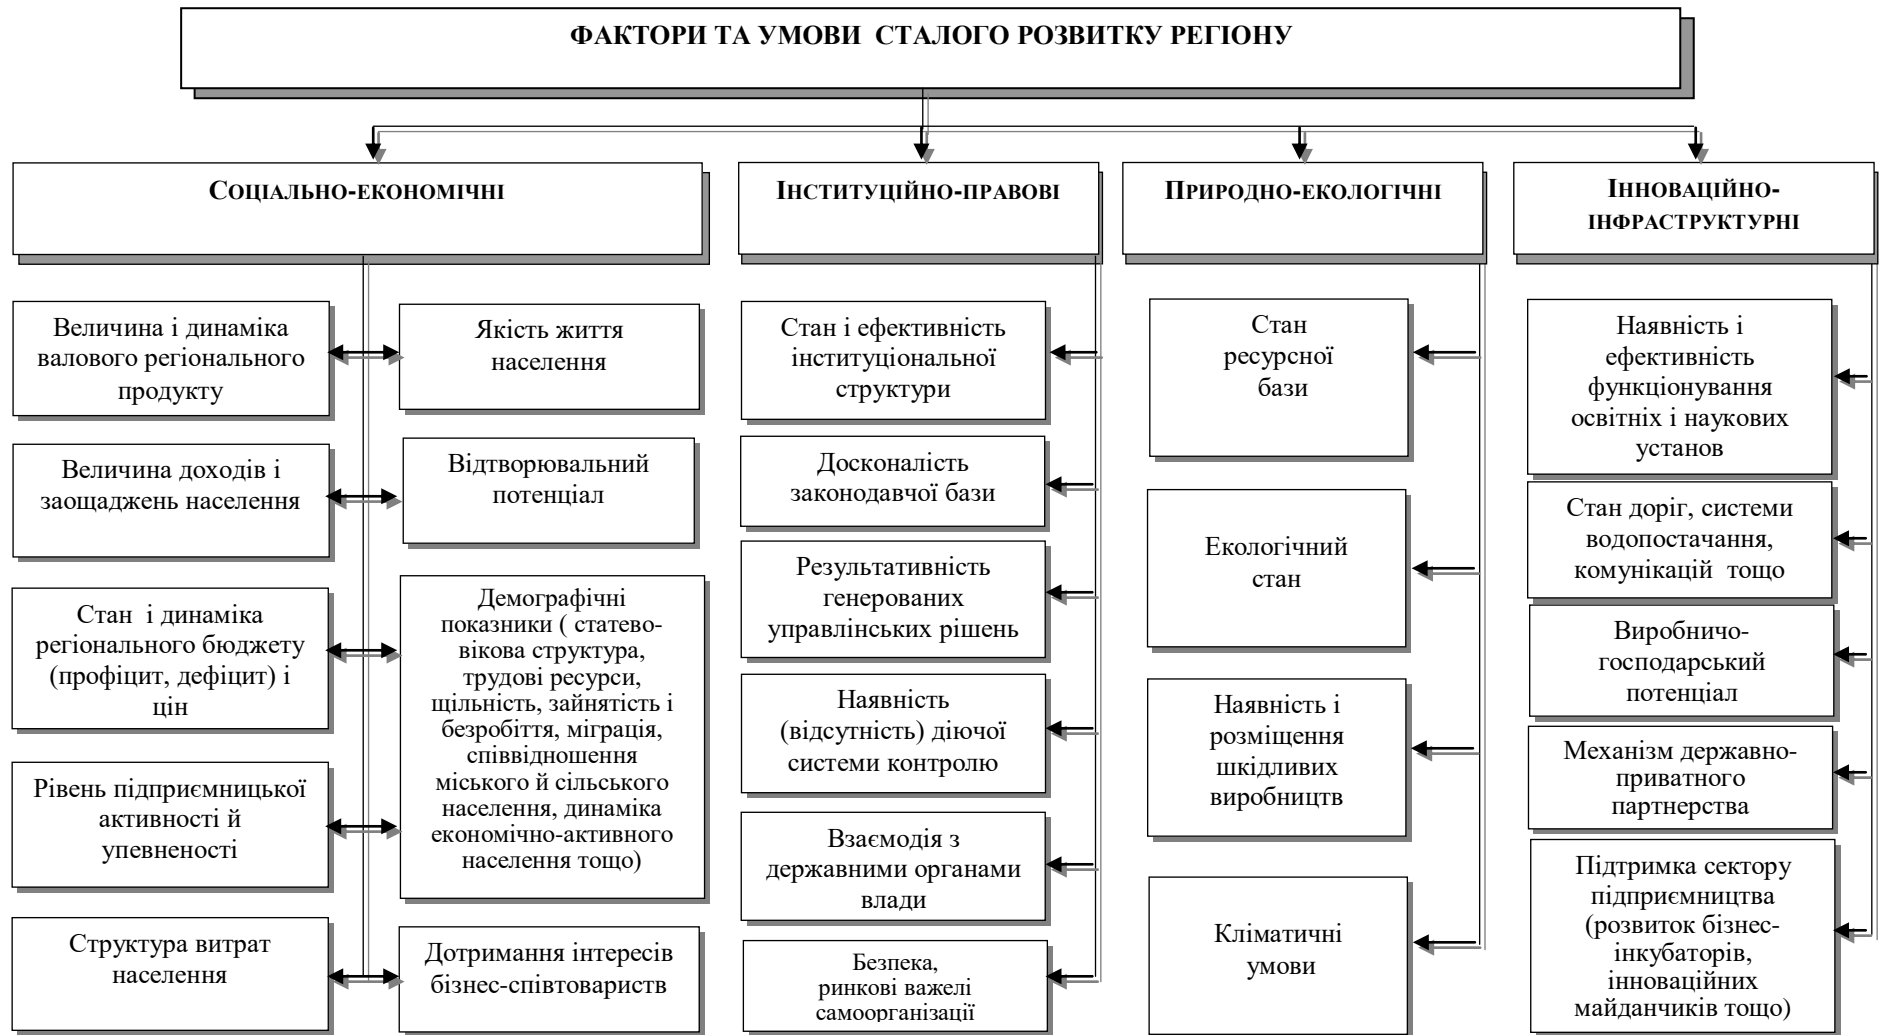 ФАКТОРИ ТА УМОВИ СТАЛОГО РОЗВИТКУ РЕГІОНУ
СОЦІАЛЬНО-ЕКОНОМІЧНІ
Величина і динаміка
валового регіонального
продукту
Якість життя
населення
Величина доходів і
заощаджень населення
Відтворювальний
потенціал
Стан і динаміка
регіонального бюджету
(профіцит, дефіцит) і
цін
Демографічні
показники ( статево-
вікова структура,
трудові ресурси,
щільність, зайнятість і
безробіття, міграція,
співвідношення
міського й сільського
населення, динаміка
економічно-активного
населення тощо)
Рівень підприємницької
активності й
упевненості
Структура витрат
населення
Дотримання інтересів
бізнес-співтовариств
ІНСТИТУЦІЙНО-ПРАВОВІ
Стан і ефективність
інституціональної
структури
Досконалість
законодавчої бази
Результативність
генерованих
управлінських рішень
Наявність
(відсутність) діючої
системи контролю
Взаємодія з
державними органами
влади
Безпека,
ринкові важелі
самоорганізації
ПРИРОДНО-ЕКОЛОГІЧНІ
Стан
ресурсної
бази
Екологічний
стан
Наявність і
розміщення
шкідливих
виробництв
Кліматичні
умови
ІННОВАЦІЙНО-
ІНФРАСТРУКТУРНІ
Наявність і
ефективність
функціонування
освітніх і наукових
установ
Стан доріг, системи
водопостачання,
комунікацій тощо
Виробничо-
господарський
потенціал
Механізм державно-
приватного
партнерства
Підтримка сектору
підприємництва
(розвиток бізнес-
інкубаторів,
інноваційних
майданчиків тощо)